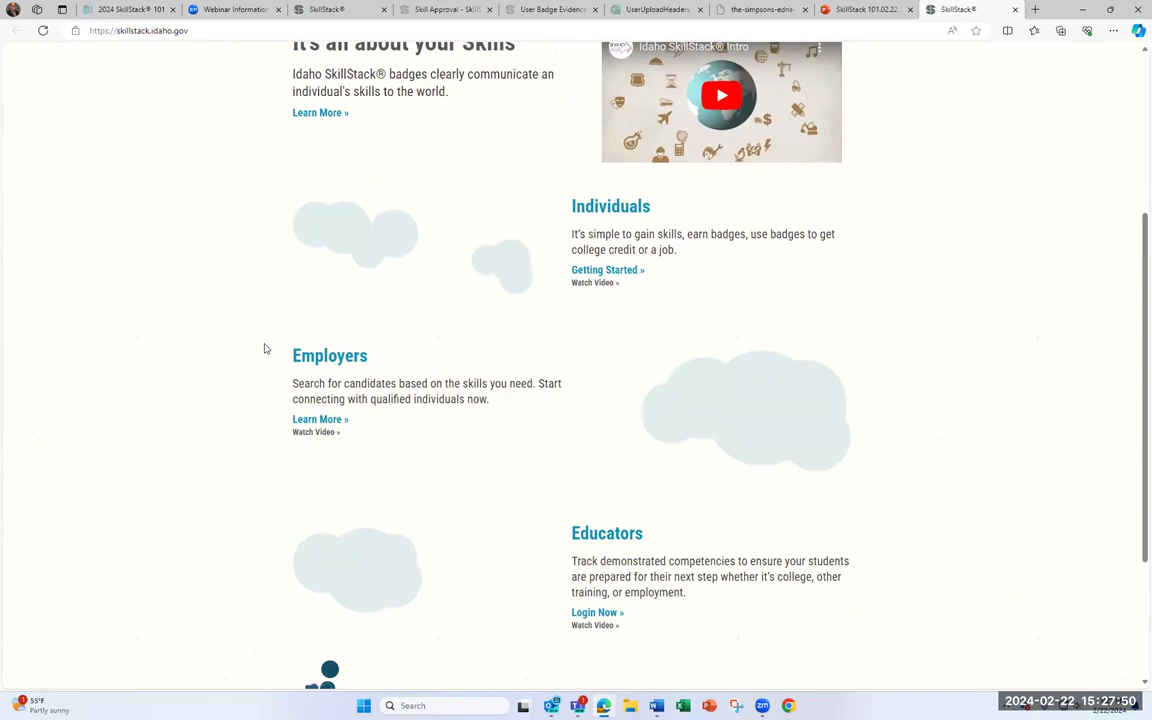 2024 SkillStack® 101
Webinar Information
SkillStack®
Skill Approval - Skill
User Badge Evidence
UserUploadHeaders
the-simpsons-edna-
SkillStack 101.02.22...
SkillStack®
https://skillstack.idaho.gov
It's all about your Skills
Idaho SkillStack® badges clearly communicate an
individual's skills to the world.
Learn More »
Idaho SkillStack® Intro
Individuals
It's simple to gain skills, earn badges, use badges to get
college credit or a job.
Getting Started »
Watch Video »
Employers
Search for candidates based on the skills you need. Start
connecting with qualified individuals now.
Learn More »
Watch Video »
Educators
Track demonstrated competencies to ensure your students
are prepared for their next step whether it's college, other
training, or employment.
Login Now »
Watch Video »
55°F
Partly sunny
Search
2024-02-22 15:27:50
2/22/2024